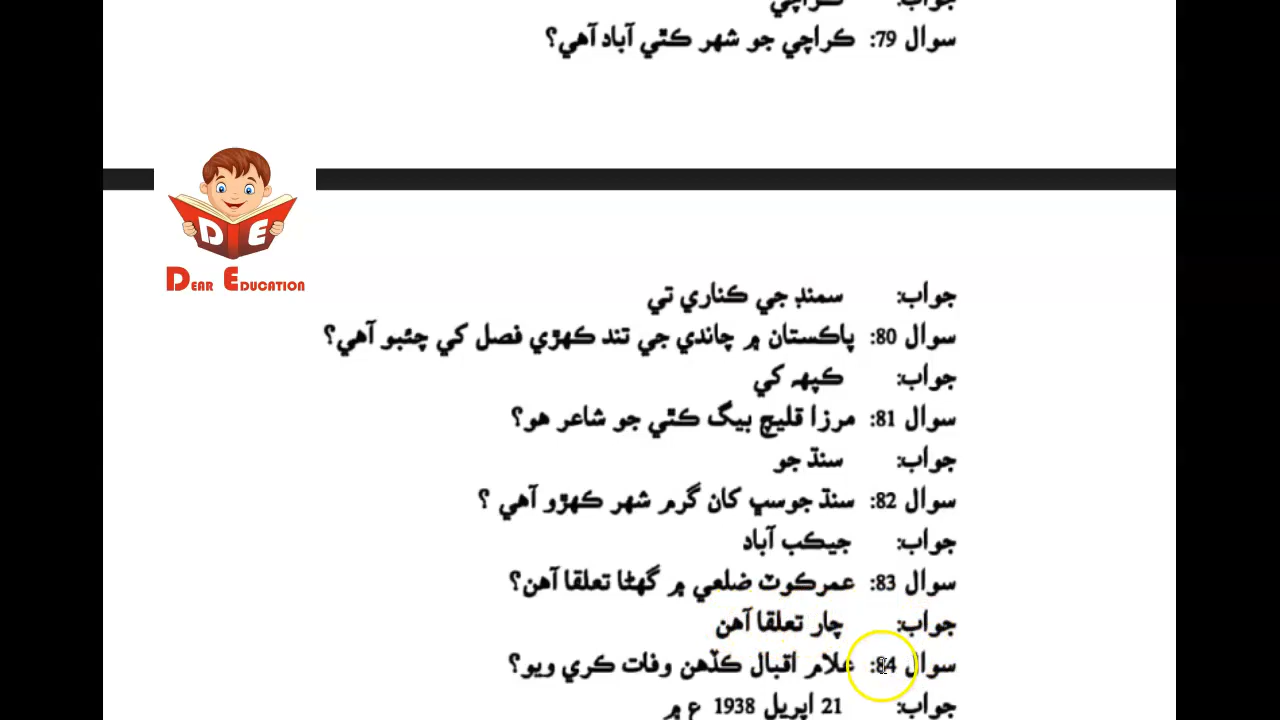 جواب: ڪراچي
سوال 79: ڪراچي جو شهر ڪٿي آباد آهي؟
D E
DEAR EDUCATION
جواب: سمنڊ جي ڪناري تي
سوال 80: پاڪستان ۾ چاندي جي تند ڪهڙي فصل کي چئبو آهي؟
جواب: ڪپهه کي
سوال 81: مرزا قليچ بيگ ڪٿي جو شاعر هو؟
جواب: سنڌ جو
سوال 82: سنڌ جوسڀ کان گرم شهر ڪهڙو آهي ؟
جواب: جيڪب آباد
سوال 83: عمرڪوٽ ضلعي ۾ گهڻا تعلقا آهن؟
جواب: چار تعلقا آهن
سوال 84: علام اقبال ڪڏهن وفات ڪري ويو؟
جواب: 21 اپريل 1938 ع ۾